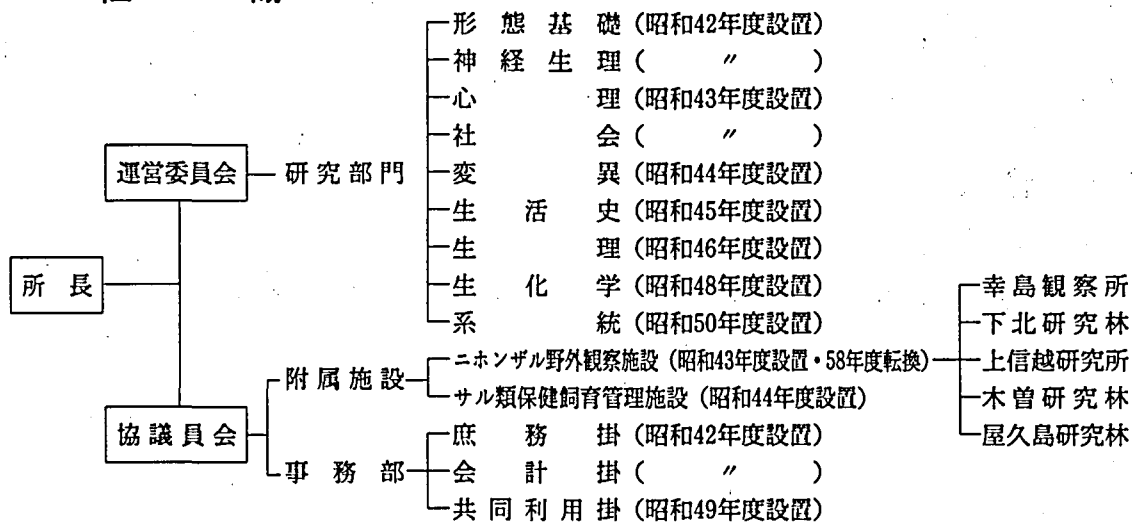 形態基礎（昭和42年度設置）
神経生理（　〃　）
心理（昭和43年度設置）
社会（　〃　）
運営委員会
研究部門
変異（昭和44年度設置）
生活史（昭和45年度設置）
生理（昭和46年度設置）
所長
生化学（昭和48年度設置）
系統（昭和50年度設置）
附属施設
ニホンザル野外観察施設（昭和43年度設置・58年度転換）
サル類保健飼育管理施設（昭和44年度設置）
幸島観察所
下北研究林
上信越研究所
木曽研究林
屋久島研究林
協議員会
事務部
庶務掛（昭和42年度設置）
会計掛（　〃　）
共同利用掛（昭和49年度設置）